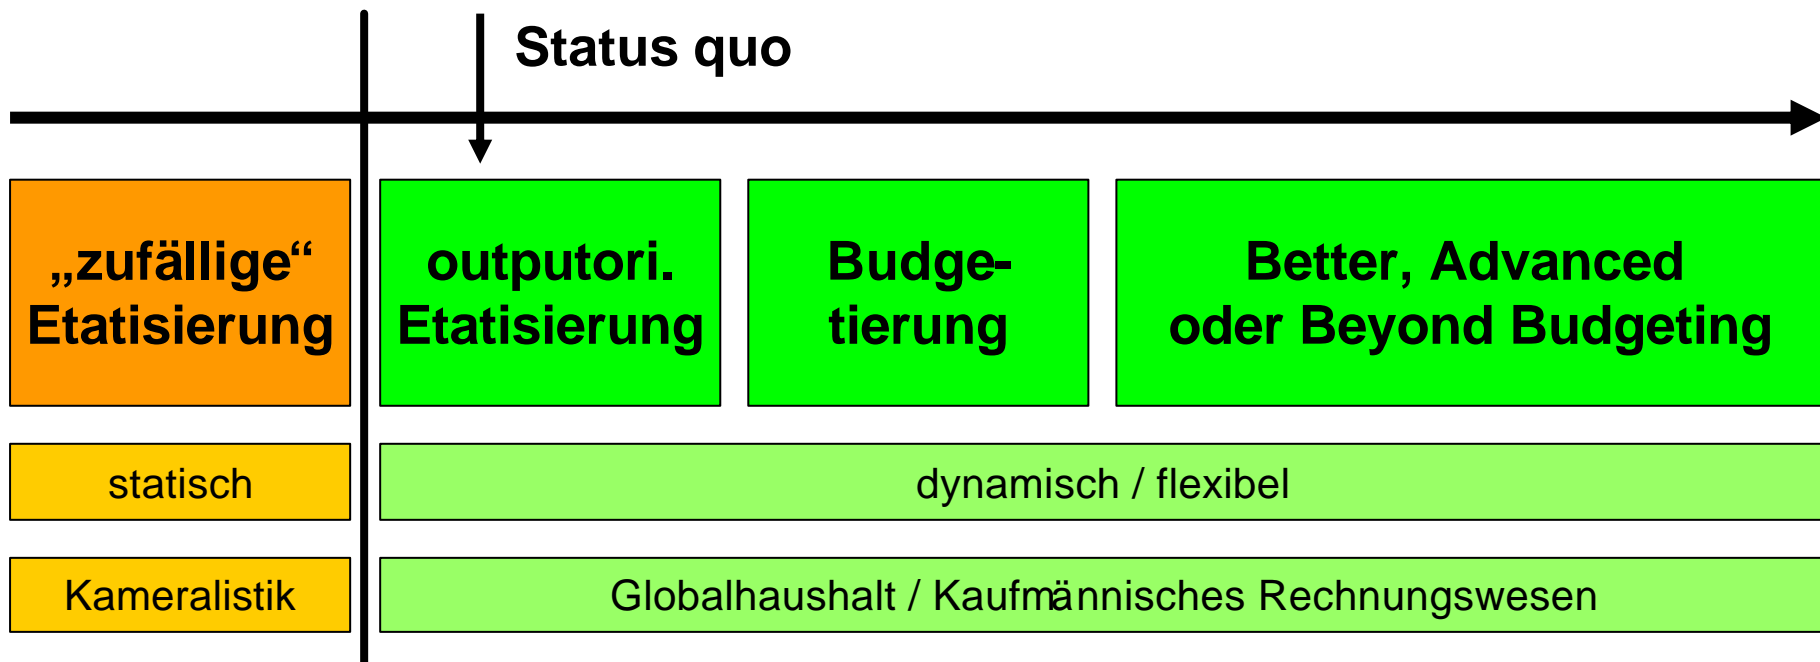 Status quo
„zufällige“
Etatisierung
outputori.
Etatisierung
Budge-
tierung
Better, Advanced
oder Beyond Budgeting
statisch
dynamisch / flexibel
Kameralistik
Globalhaushalt / Kaufmännisches Rechnungswesen